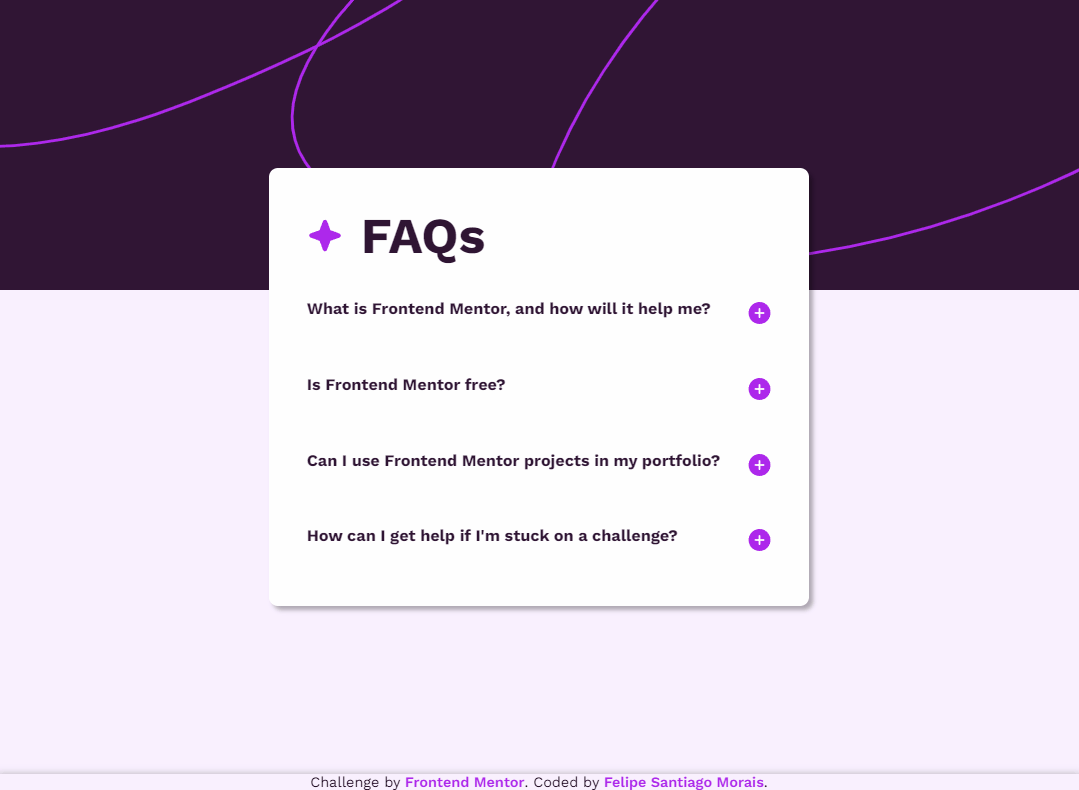 FAQs
What is Frontend Mentor, and how will it help me?
Is Frontend Mentor free?
Can I use Frontend Mentor projects in my portfolio?
How can I get help if I'm stuck on a challenge?
Challenge by Frontend Mentor. Coded by Felipe Santiago Morais.